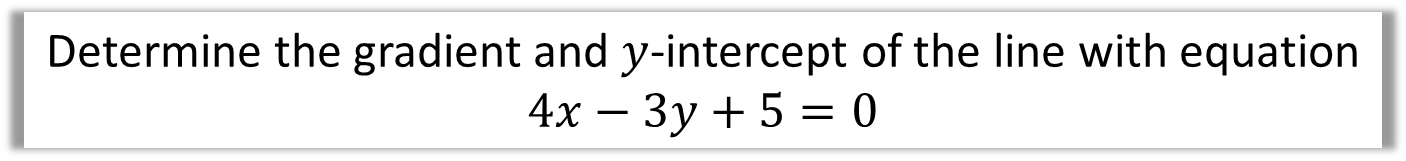 Determine the gradient and 𝑦-intercept of the line with equation
4𝑥 − 3𝑦 + 5 = 0